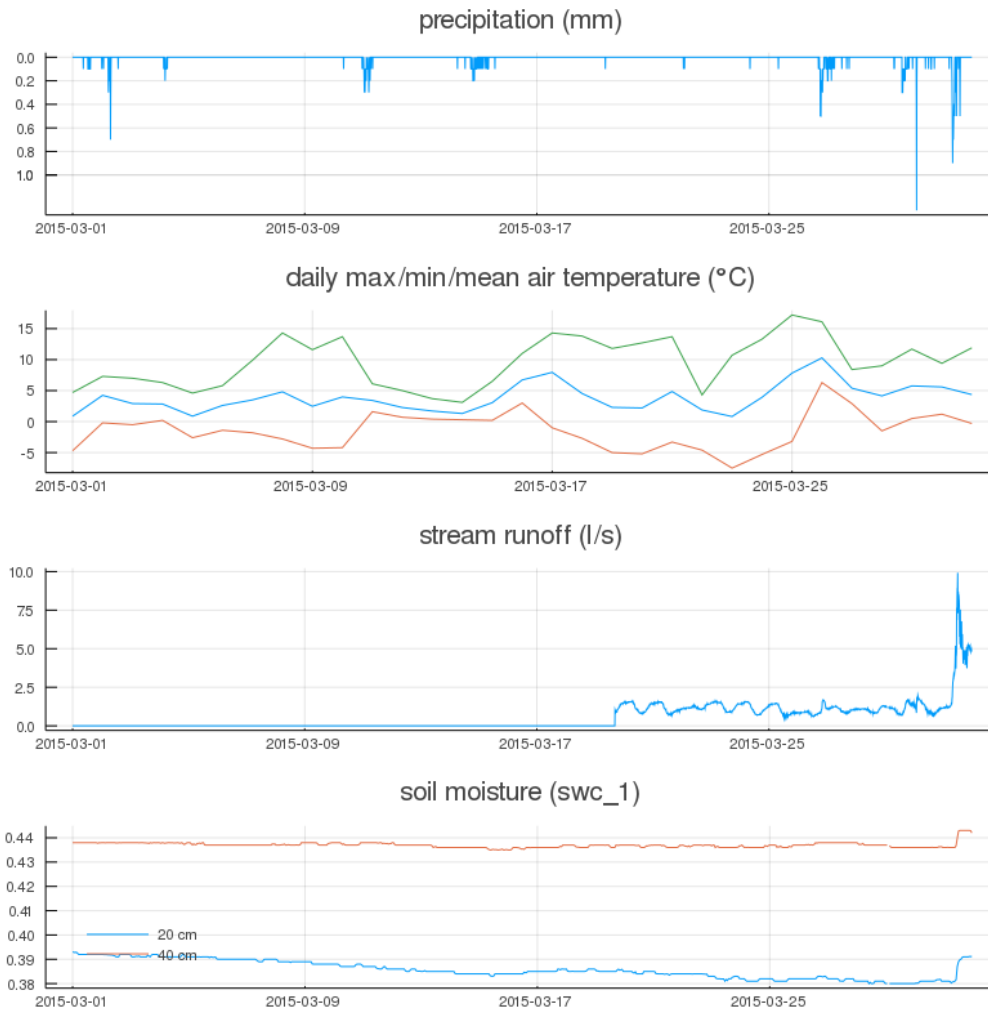 precipitation (mm)
0.0
0.2
0.4
0.6
0.8
1.0
2015-03-01 2015-03-09 2015-03-17 2015-03-25
daily max/min/mean air temperature (°C)
15
10
5
0
-5
2015-03-01 2015-03-09 2015-03-17 2015-03-25
stream runoff (l/s)
10.0
7.5
5.0
2.5
0.0
2015-03-01 2015-03-09 2015-03-17 2015-03-25
soil moisture (swc_1)
0.44
0.43
0.42
0.41
0.40
0.39
0.38
20 cm
40 cm
2015-03-01 2015-03-09 2015-03-17 2015-03-25